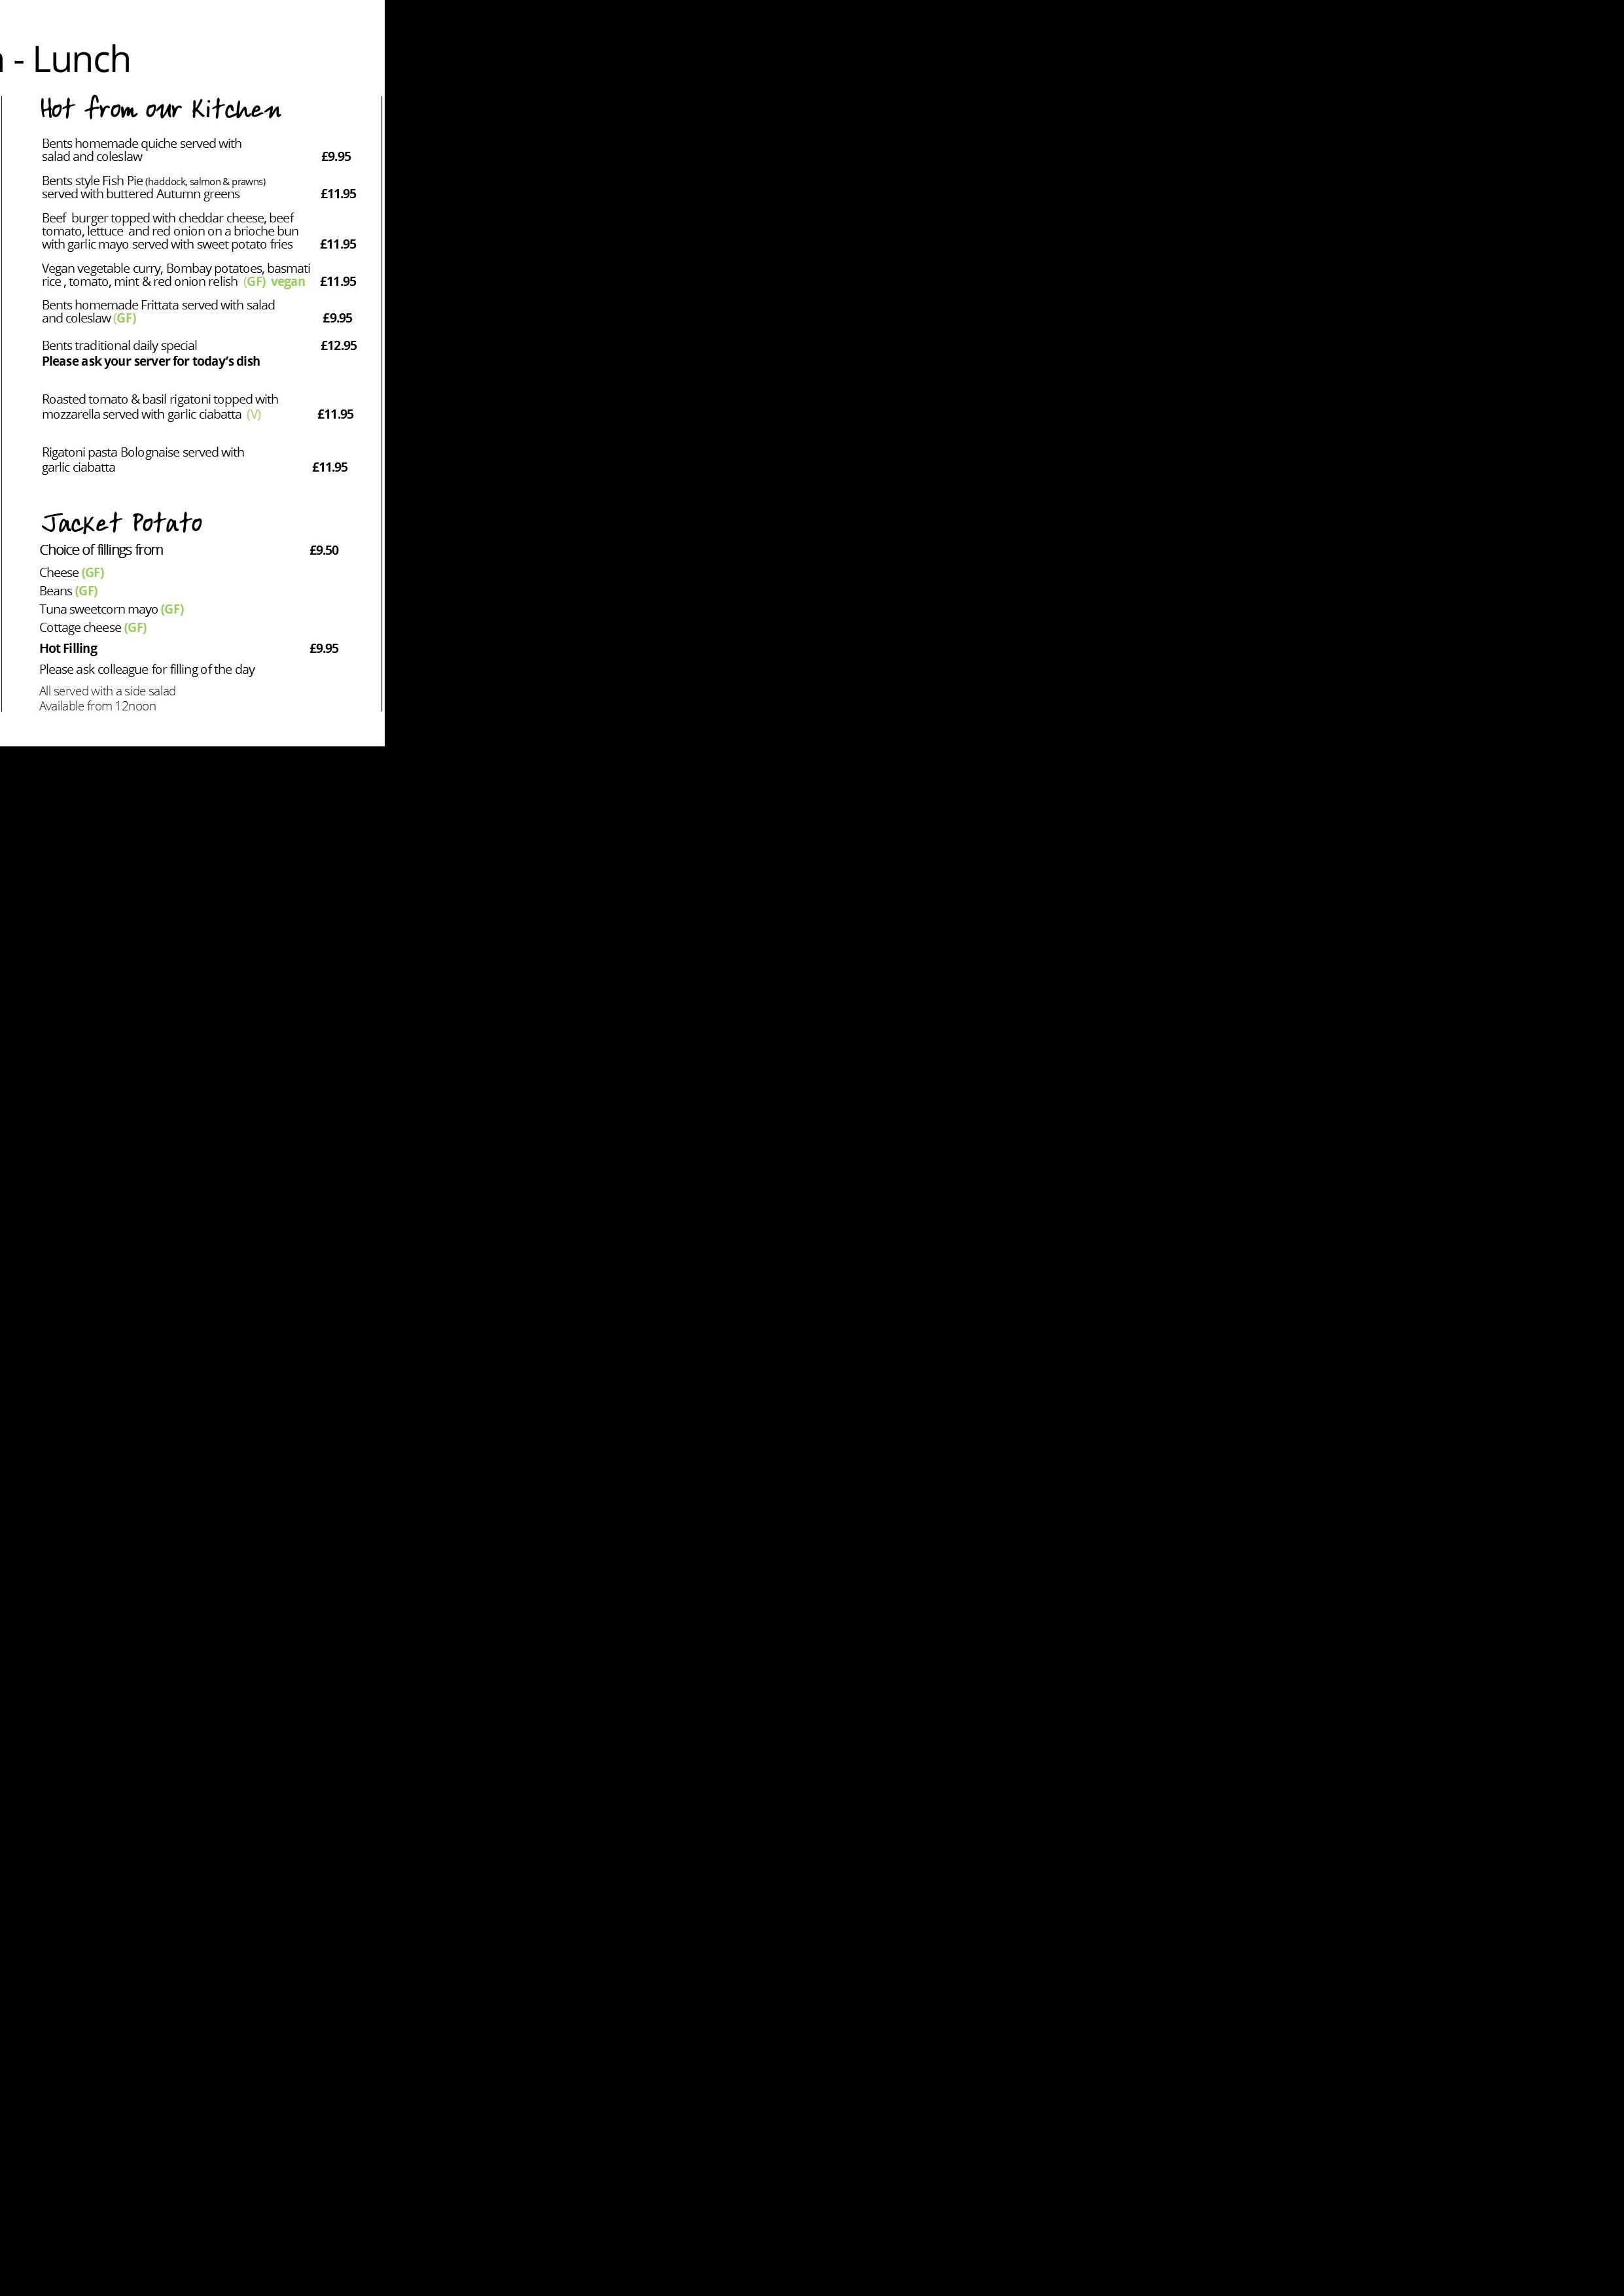 - Lunch
Hot from our Kitchen
Bents homemade quiche served with
salad and coleslaw £9.95
Bents style Fish Pie (haddock, salmon & prawns)
served with buttered Autumn greens £11.95
Beef burger topped with cheddar cheese, beef
tomato, lettuce and red onion on a brioche bun
with garlic mayo served with sweet potato fries £11.95
Vegan vegetable curry, Bombay potatoes, basmati
rice , tomato, mint & red onion relish (GF) vegan £11.95
Bents homemade Frittata served with salad
and coleslaw (GF) £9.95
Bents traditional daily special £12.95
Please ask your server for today’s dish
Roasted tomato & basil rigatoni topped with
mozzarella served with garlic ciabatta (V) £11.95
Rigatoni pasta Bolognaise served with
garlic ciabatta £11.95
Jacket Potato
Choice of fillings from £9.50
Cheese (GF)
Beans (GF)
Tuna sweetcorn mayo (GF)
Cottage cheese (GF)
Hot Filling £9.95
Please ask colleague for filling of the day
All served with a side salad
Available from 12noon